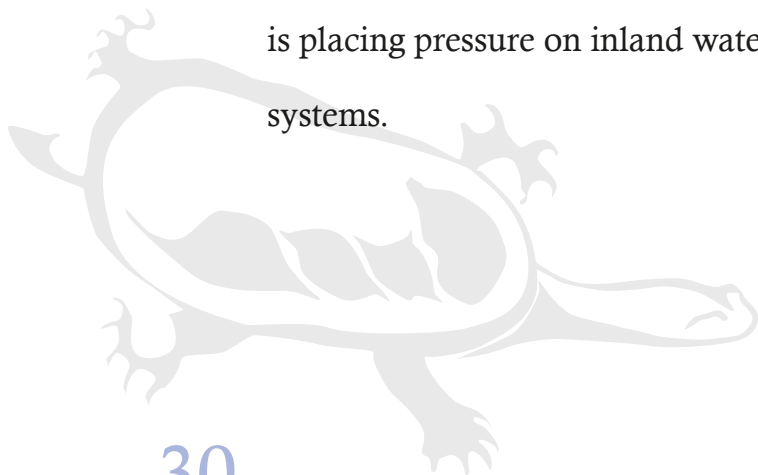 is placing pressure on inland wate
systems.
30